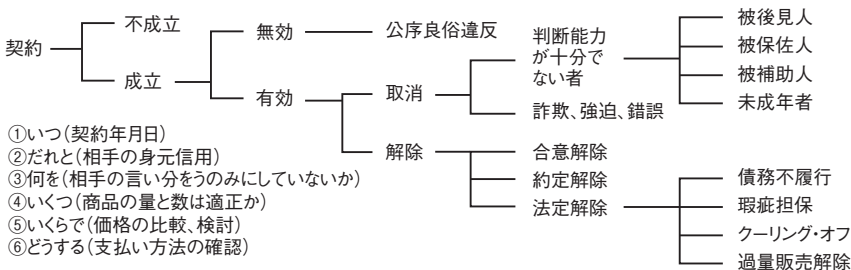 契約
不成立
成立
無効
有効
公序良俗違反
取消
解除
判断能力
が十分で
ない者
詐欺、強迫、錯誤
合意解除
約定解除
法定解除
被後見人
被保佐人
被補助人
未成年者
債務不履行
瑕疵担保
クーリング・オフ
過量販売解除
①いつ(契約年月日)
②だれと(相手の身元信用)
③何を(相手の言い分をうのみにしていないか)
④いくつ(商品の量と数は適正か)
⑤いくらで(価格の比較、検討)
⑥どうする(支払い方法の確認)